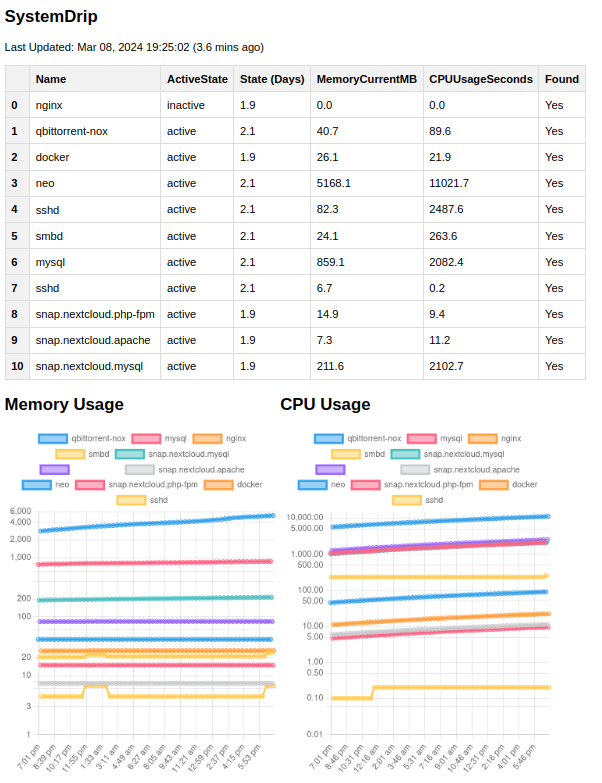 SystemDrip
Last Updated: Mar 08, 2024 19:25:02 (3.6 mins ago)
Name ActiveState State (Days) MemoryCurrentMB CPUUsageSeconds Found
0 nginx inactive 1.9 0.0 0.0 Yes
1 qbittorrent-nox active 2.1 40.7 89.6 Yes
2 docker active 1.9 26.1 21.9 Yes
3 neo active 2.1 5168.1 11021.7 Yes
4 sshd active 2.1 82.3 2487.6 Yes
5 smbd active 2.1 24.1 263.6 Yes
6 mysql active 2.1 859.1 2082.4 Yes
7 sshd active 2.1 6.7 0.2 Yes
8 snap.nextcloud.php-fpm active 1.9 14.9 9.4 Yes
9 snap.nextcloud.apache active 1.9 7.3 11.2 Yes
10 snap.nextcloud.mysql active 1.9 211.6 2102.7 Yes
Memory Usage
qbittorrent-nox mysql nginx
smbd snap.nextcloud.mysql
snap.nextcloud.apache
neo snap.nextcloud.php-fpm docker
sshd
6,000
4,000
2,000
1,000
200
100
20
10
3
1
7:01 pm 8:39 pm 10:17 pm 11:55 pm 1:33 am 3:11 am 4:49 am 6:27 am 8:05 am 9:43 am 11:21 am 12:59 pm 2:37 pm 4:15 pm 5:53 pm
CPU Usage
qbittorrent-nox mysql nginx
smbd snap.nextcloud.mysql
snap.nextcloud.apache
neo snap.nextcloud.php-fpm docker
sshd
10,000.00
5,000.00
1,000.00
500.00
100.00
50.00
10.00
5.00
1.00
0.50
0.10
0.01
7:01 pm 8:46 pm 10:31 pm 12:16 am 2:01 am 3:46 am 5:31 am 7:16 am 9:01 am 10:46 am 12:31 pm 2:16 pm 4:01 pm 5:46 pm